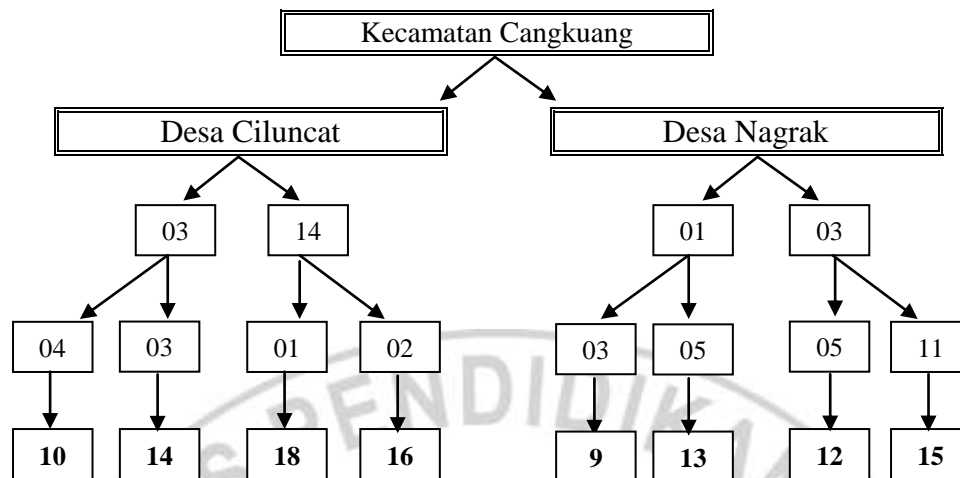 Kecamatan Cangkuang
Desa Ciluncat Desa Nagrak
03 14 01 03
04 03 01 02 03 05 05 11
10 14 18 16 9 13 12 15
S PENDIDIKA